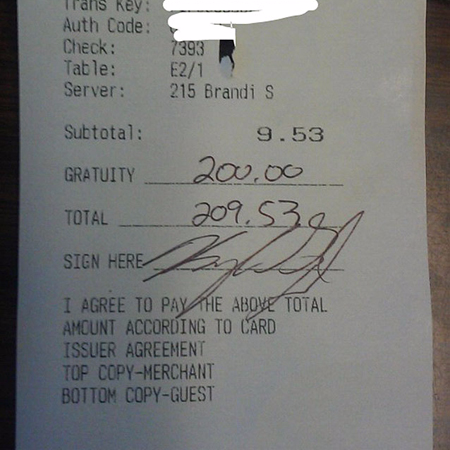 Trans Key:
Auth Code:
Check: 7393
Table: E2/1
Server: 215 Brandi S
Subtotal: 9.53
GRATUITY 200.00
TOTAL 209.53
SIGN HERE
I AGREE TO PAY THE ABOVE TOTAL
AMOUNT ACCORDING TO CARD
ISSUER AGREEMENT
TOP COPY-MERCHANT
BOTTOM COPY-GUEST